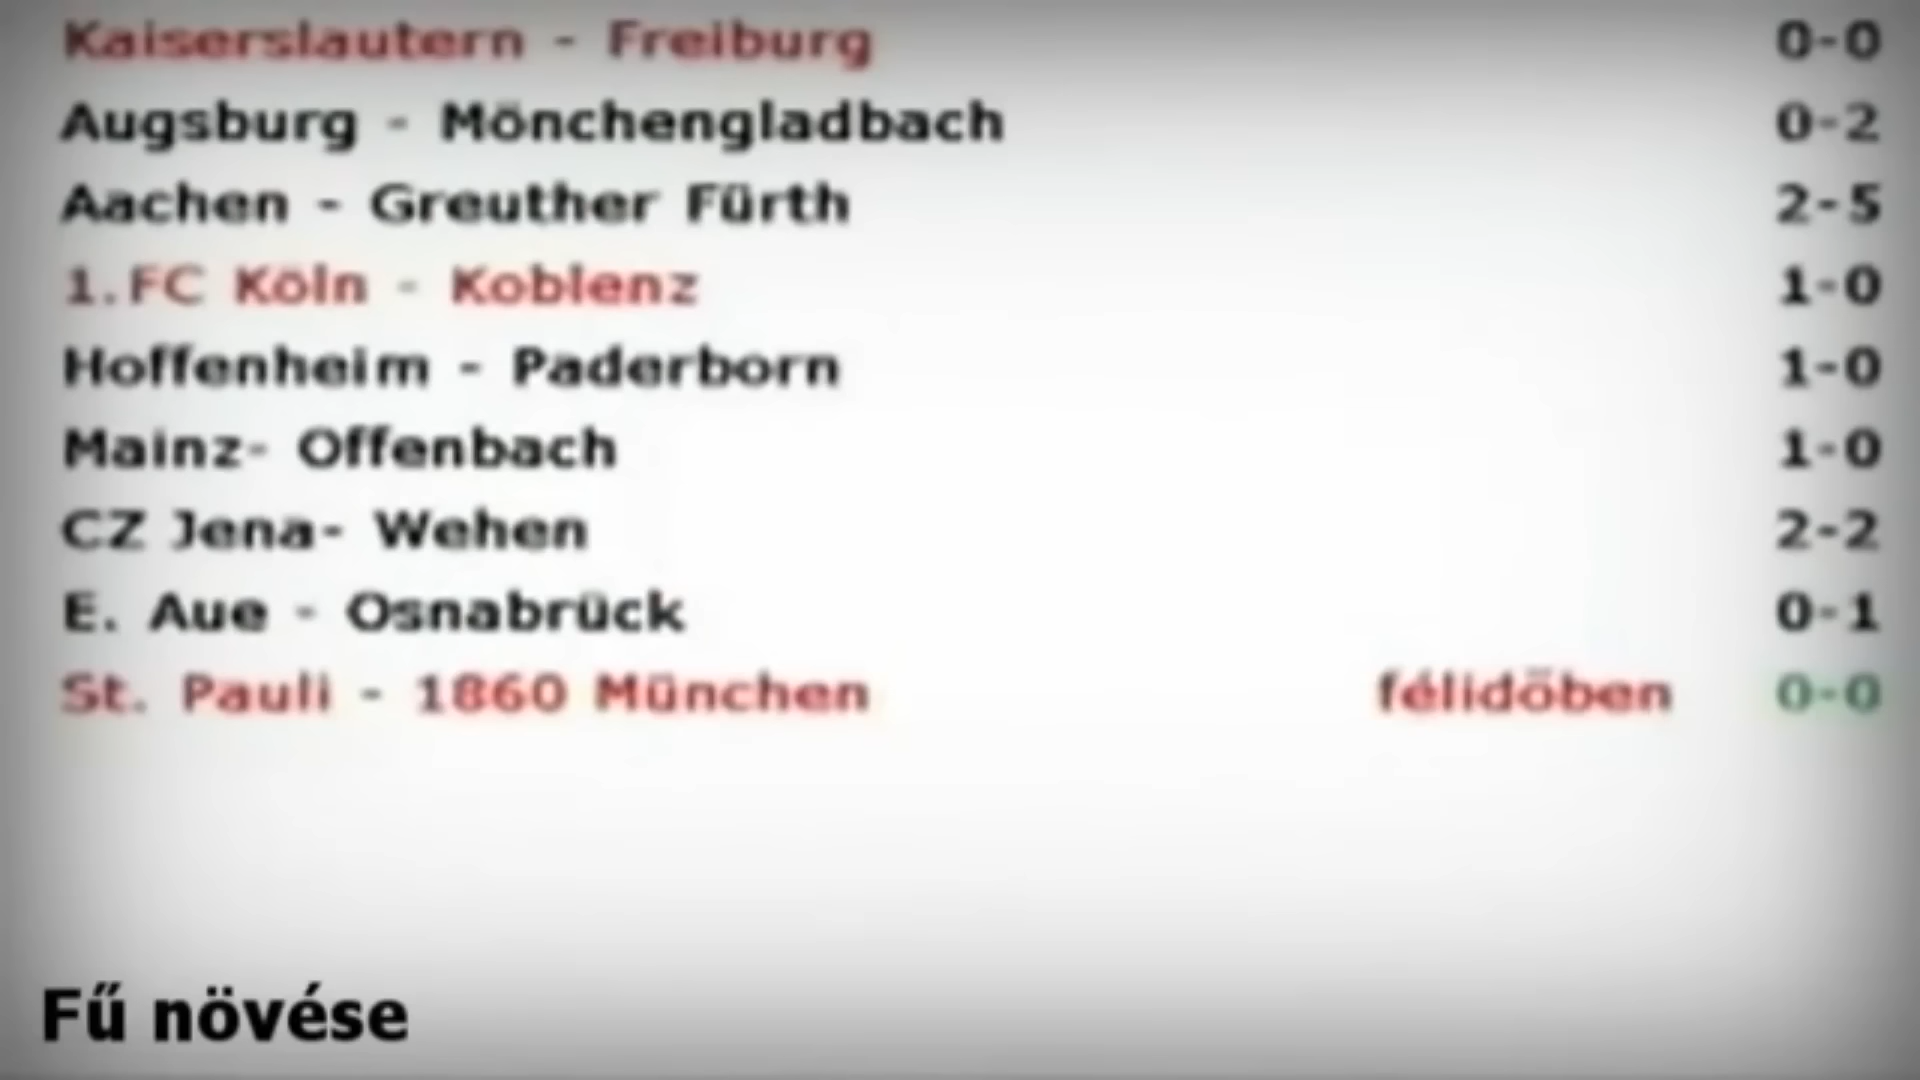 Kaiserslautern - Freiburg 0-0
Augsburg - Mönchengladbach 0-2
Aachen - Greuther Fürth 2-5
1.FC Köln - Koblenz 1-0
Hoffenheim - Paderborn 1-0
Mainz- Offenbach 1-0
CZ Jena- Wehen 2-2
E. Aue - Osnabrück 0-1
St. Pauli - 1860 München félidőben 0-0
Fű növése